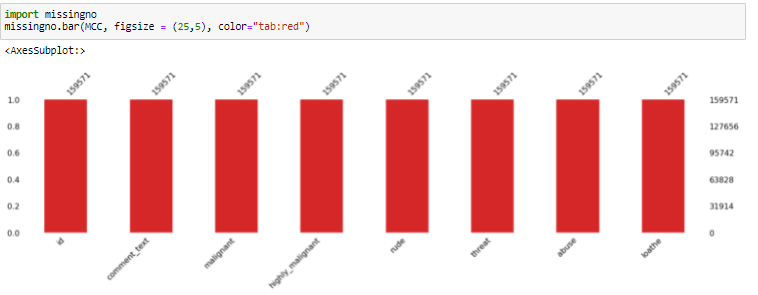 import missingno
missingno.bar(MCC, figsize = (25,5), color="tab:red")
<AxesSubplot:>
159571 159571 159571 159571 159571 159571 159571 159571
1.0 159571
0.8 127656
0.6 95742
0.4 63828
0.2 31914
0.0 0
id comment_text malignant highly_malignant rude threat abuse loathe